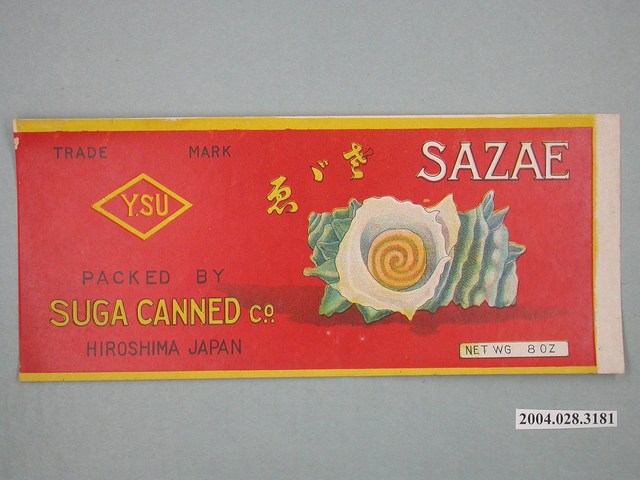 TRADE MARK
Y.SU
PACKED BY
SUGA CANNED Co.
HIROSHIMA JAPAN
さゞゑ
SAZAE
NET WG 8 OZ
2004.028.3181